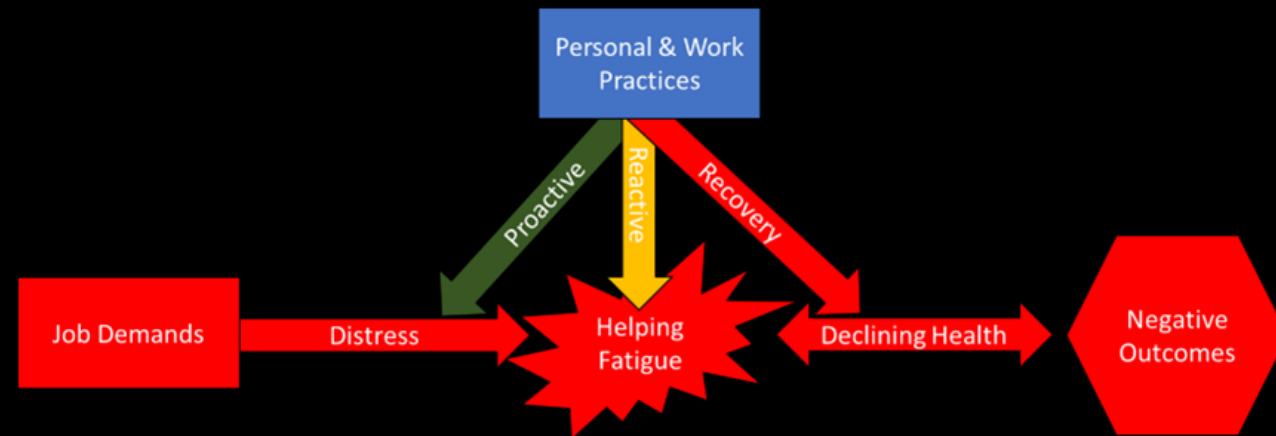 Personal & Work
Practices
Proactive
Reactive
Recovery
Job Demands
Distress
Helping
Fatigue
Declining Health
Negative
Outcomes